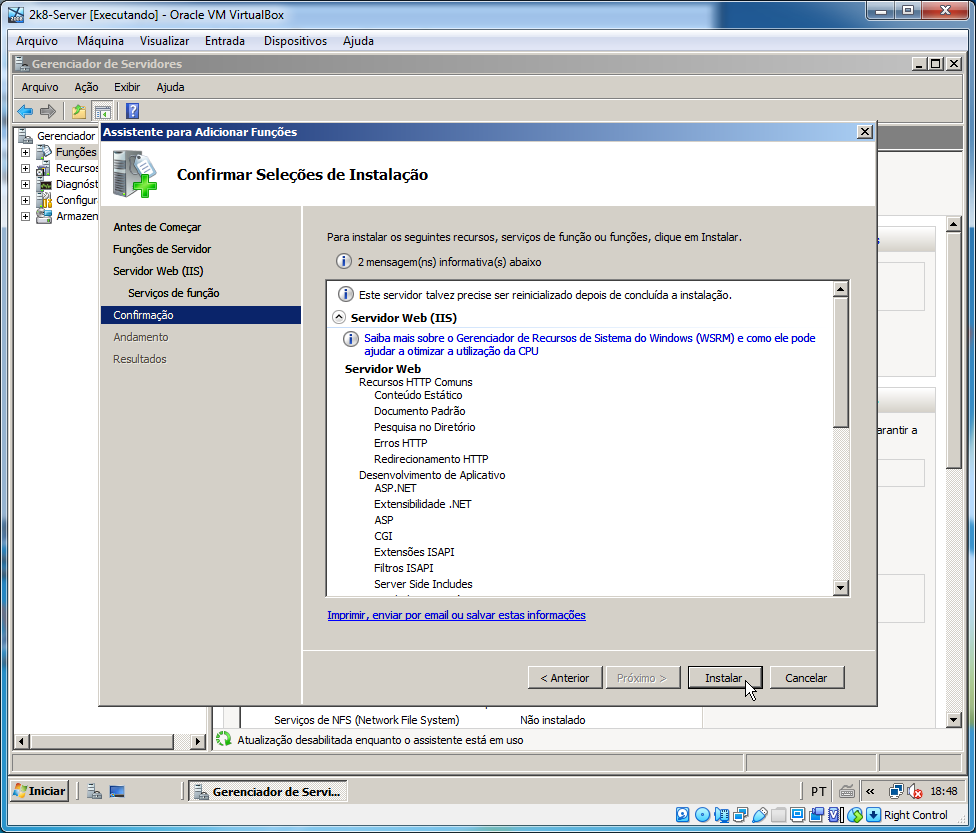 2k8-Server [Executando] - Oracle VM VirtualBox
Arquivo Máquina Visualizar Entrada Dispositivos Ajuda
Gerenciador de Servidores
Arquivo Ação Exibir Ajuda
Gerenciador
Funções
Recursos
Diagnóst
Configur
Armazen
Assistente para Adicionar Funções
Confirmar Seleções de Instalação
Antes de Começar
Funções de Servidor
Servidor Web (IIS)
Serviços de função
Confirmação
Andamento
Resultados
Para instalar os seguintes recursos, serviços de função ou funções, clique em Instalar.
2 mensagem(ns) informativa(s) abaixo
Este servidor talvez precise ser reinicializado depois de concluída a instalação.
Servidor Web (IIS)
Saiba mais sobre o Gerenciador de Recursos de Sistema do Windows (WSRM) e como ele pode
ajudar a otimizar a utilização da CPU
Servidor Web
Recursos HTTP Comuns
Conteúdo Estático
Documento Padrão
Pesquisa no Diretório
Erros HTTP
Redirecionamento HTTP
Desenvolvimento de Aplicativo
ASP.NET
Extensibilidade .NET
ASP
CGI
Extensões ISAPI
Filtros ISAPI
Server Side Includes
Imprimir, enviar por email ou salvar estas informações
< Anterior Próximo > Instalar Cancelar
arantir a
Serviços de NFS (Network File System) Não instalado
Atualização desabilitada enquanto o assistente está em uso
Iniciar Gerenciador de Servi... PT « 18:48
Right Control